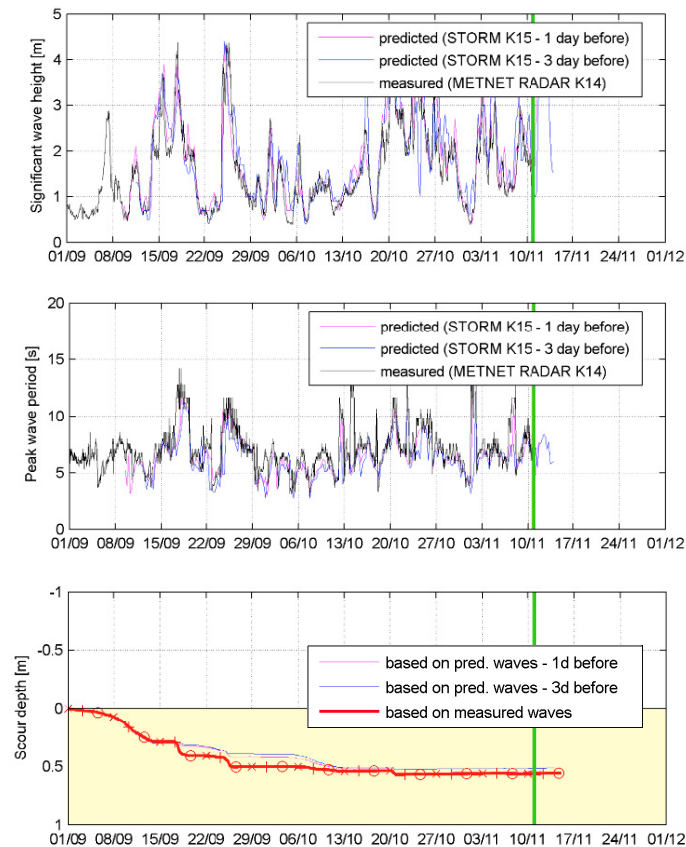 5
4
3
2
1
0
Significant wave height [m]
predicted (STORM K15 - 1 day before)
predicted (STORM K15 - 3 day before)
measured (METNET RADAR K14)
01/09 08/09 15/09 22/09 29/09 06/10 13/10 20/10 27/10 03/11 10/11 17/11 24/11 01/12
20
15
10
5
0
Peak wave period [s]
predicted (STORM K15 - 1 day before)
predicted (STORM K15 - 3 day before)
measured (METNET RADAR K14)
01/09 08/09 15/09 22/09 29/09 06/10 13/10 20/10 27/10 03/11 10/11 17/11 24/11 01/12
-1
-0.5
0
0.5
1
Scour depth [m]
based on pred. waves - 1d before
based on pred. waves - 3d before
based on measured waves
01/09 08/09 15/09 22/09 29/09 06/10 13/10 20/10 27/10 03/11 10/11 17/11 24/11 01/12